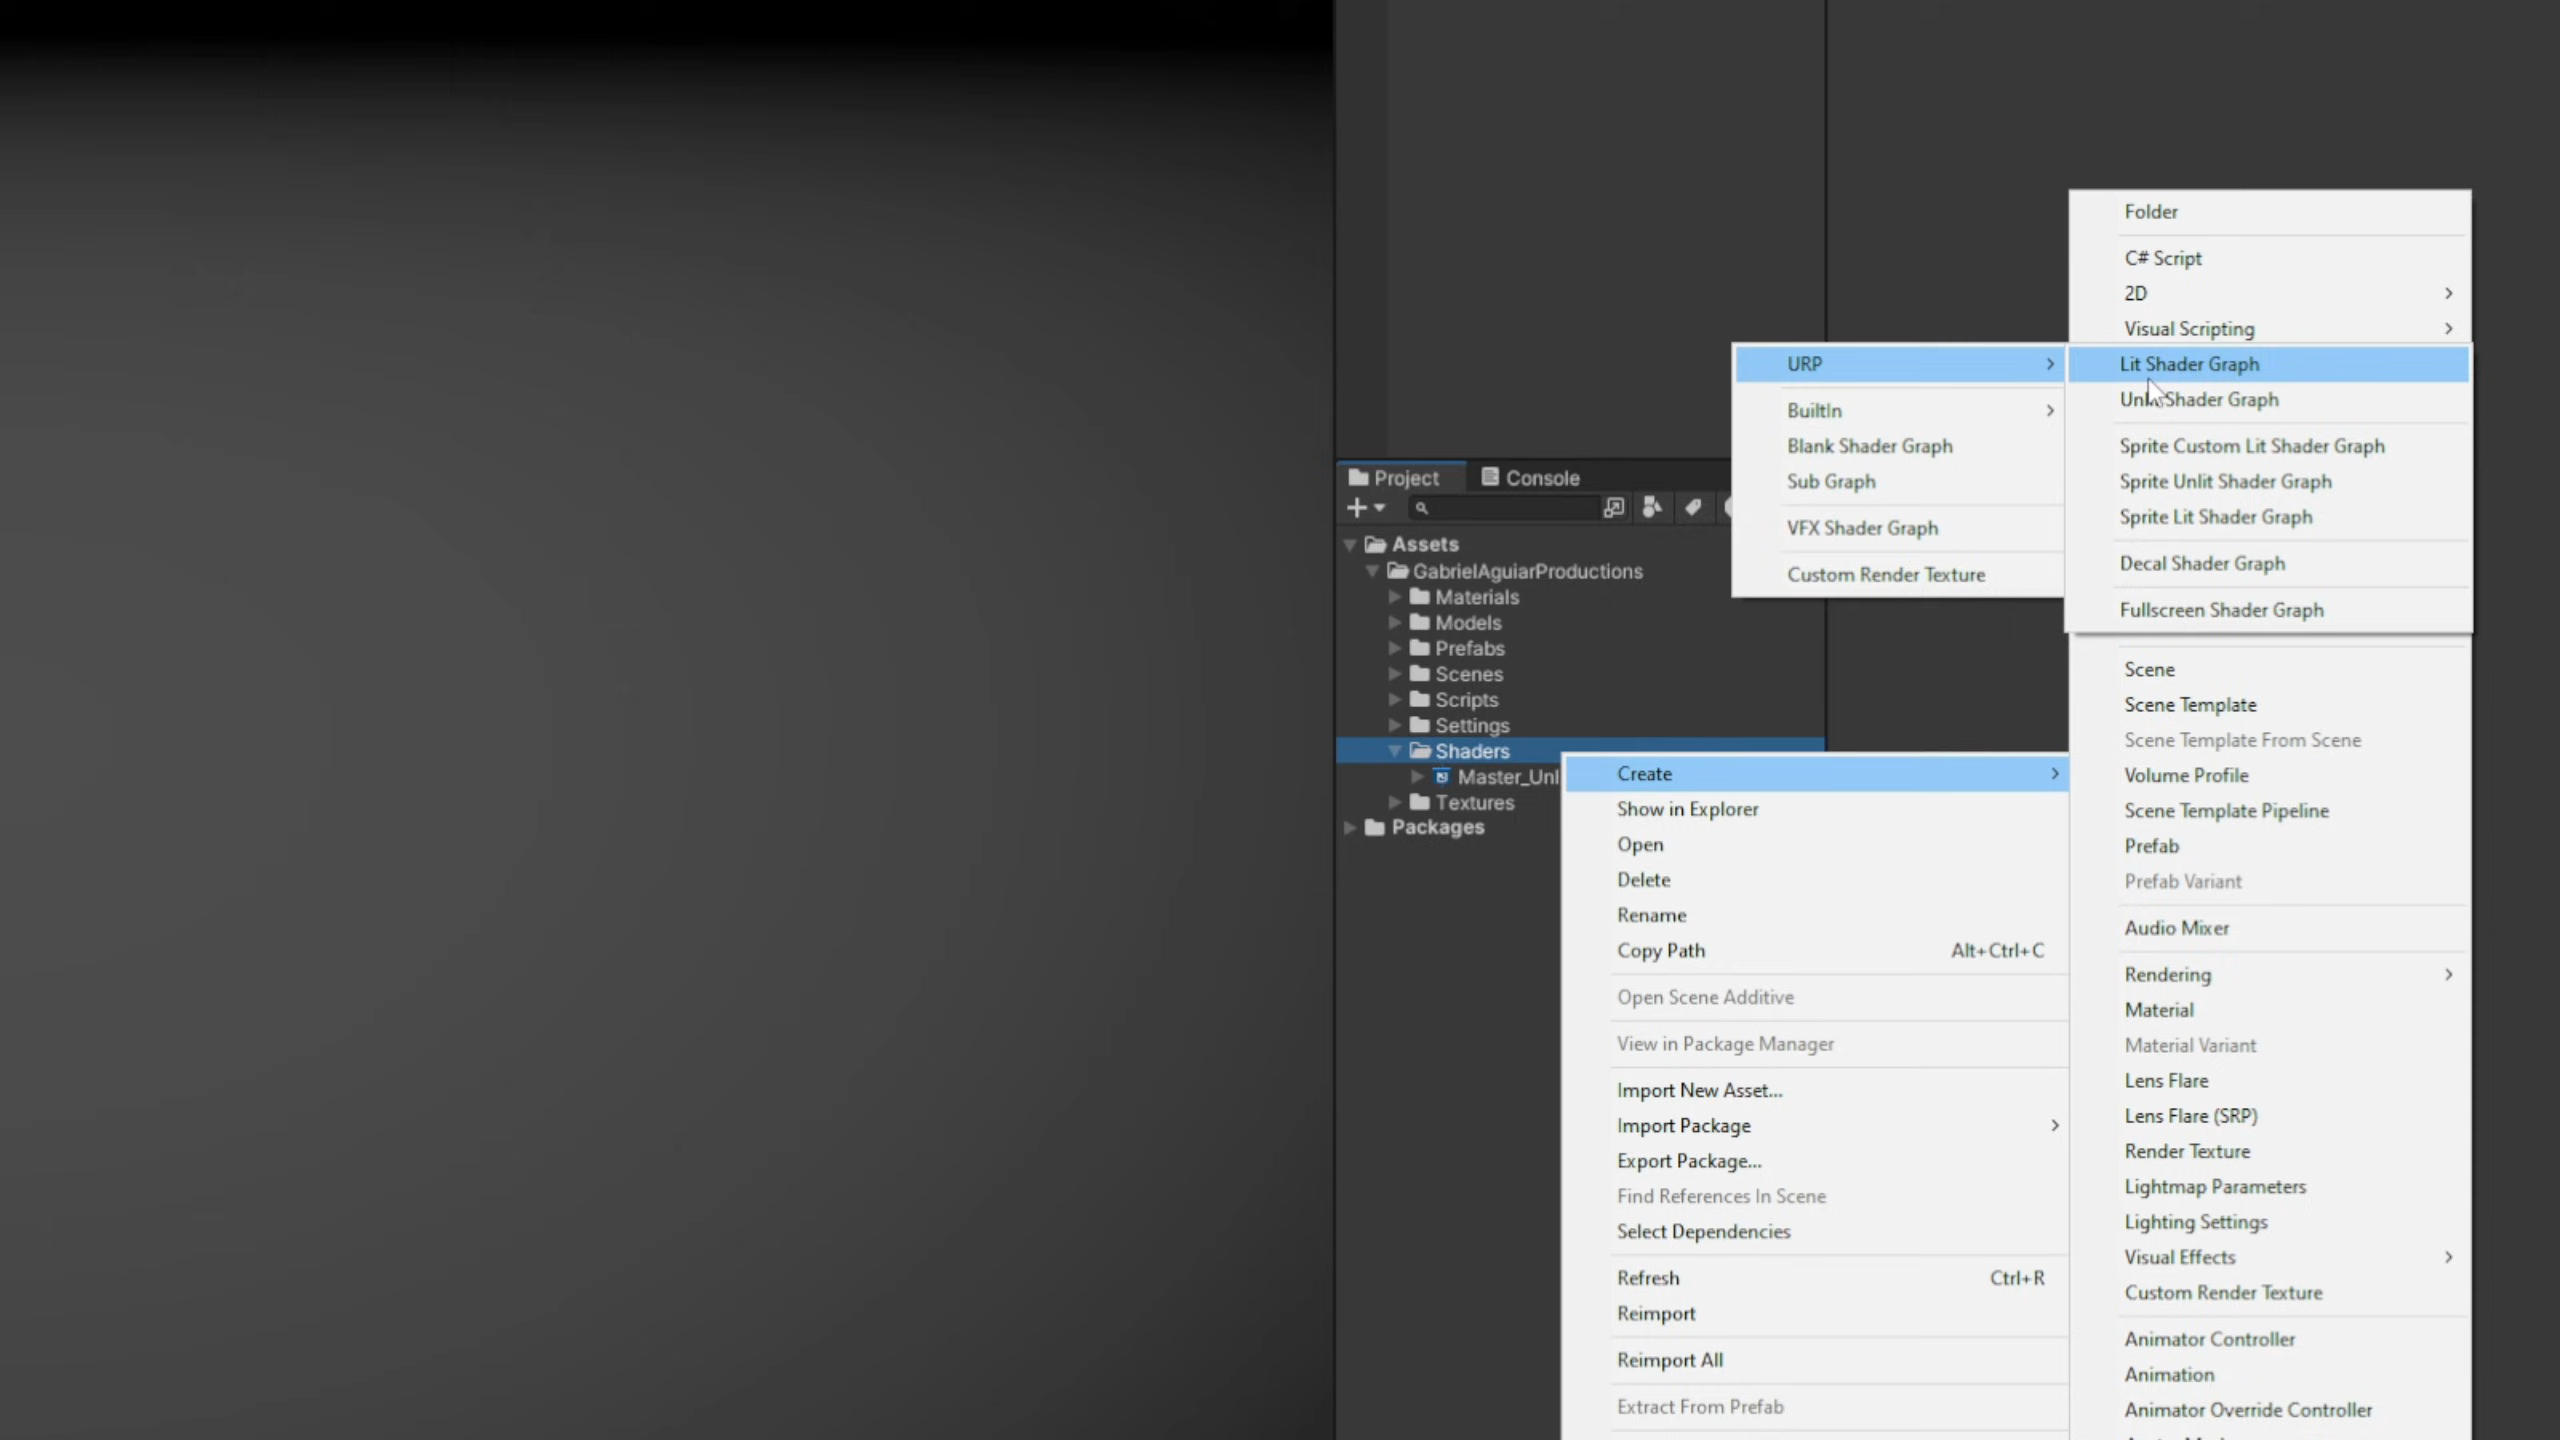 Project
Console
Assets
GabrielAguiarProductions
Materials
Models
Prefabs
Scenes
Scripts
Settings
Shaders
Master_Unl
Textures
Packages
Create
Show in Explorer
Open
Delete
Rename
Copy Path Alt+Ctrl+C
Open Scene Additive
View in Package Manager
Import New Asset...
Import Package
Export Package...
Find References In Scene
Select Dependencies
Refresh Ctrl+R
Reimport
Reimport All
Extract From Prefab
URP
BuiltIn
Blank Shader Graph
Sub Graph
VFX Shader Graph
Custom Render Texture
Folder
C# Script
2D
Visual Scripting
Lit Shader Graph
Shader Graph
Sprite Custom Lit Shader Graph
Sprite Unlit Shader Graph
Sprite Lit Shader Graph
Decal Shader Graph
Fullscreen Shader Graph
Scene
Scene Template
Scene Template From Scene
Volume Profile
Scene Template Pipeline
Prefab
Prefab Variant
Audio Mixer
Rendering
Material
Material Variant
Lens Flare
Lens Flare (SRP)
Render Texture
Lightmap Parameters
Lighting Settings
Visual Effects
Custom Render Texture
Animator Controller
Animation
Animator Override Controller